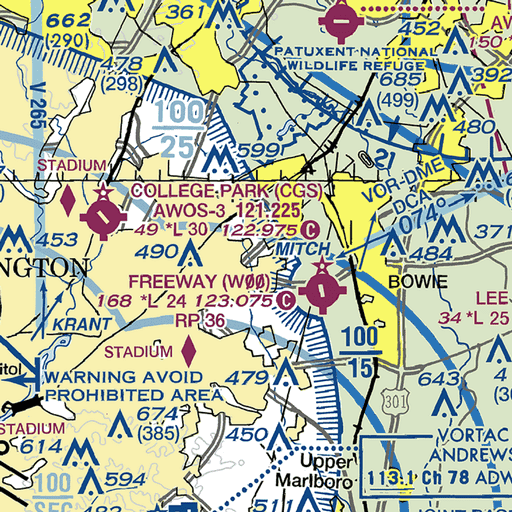 662
(290)
361
452
AW
150 *
PATUXENT NATIONAL
WILDLIFE REFUGE
478
(298)
685
(499)
392
V 265
100
25
599
480
STADIUM
VOR-DME
DCA
074°
COLLEGE PARK (CGS)
AWOS-3 121.225
49 *L 30 122.975 C
371
453
490
MITCH
484
NGTON
FREEWAY (W00)
168 *L 24 123.075 C
RP 36
BOWIE
LEE
34 *L 25
KRANT
100
15
STADIUM
itol
WARNING AVOID
PROHIBITED AREA
479
643
4
(30
301
674
(385)
STADIUM
614
450
VORTAC
ANDREWS
Upper
Marlboro
113.1 Ch 78 ADW
594
100
SFC
511